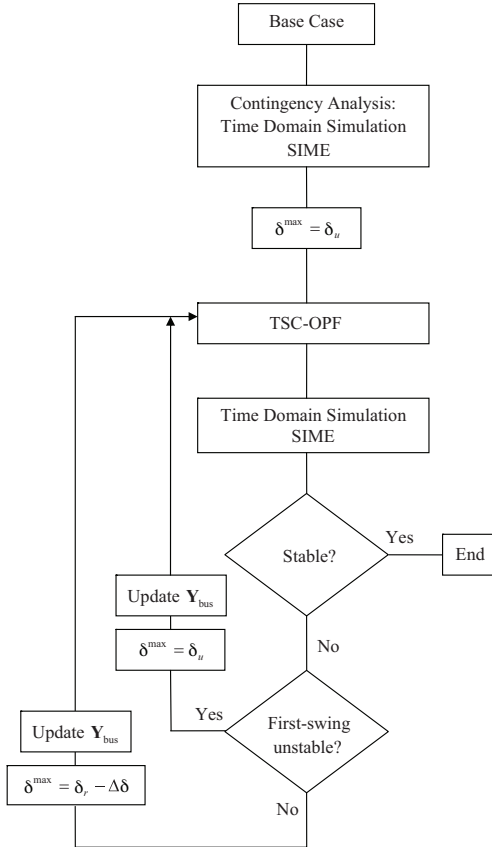 Base Case
Contingency Analysis:
Time Domain Simulation
SIME
δ^max = δ_u
TSC-OPF
Time Domain Simulation
SIME
Stable?
Yes
End
No
Update Y_bus
δ^max = δ_u
Yes
First-swing
unstable?
No
Update Y_bus
δ^max = δ_r − Δδ